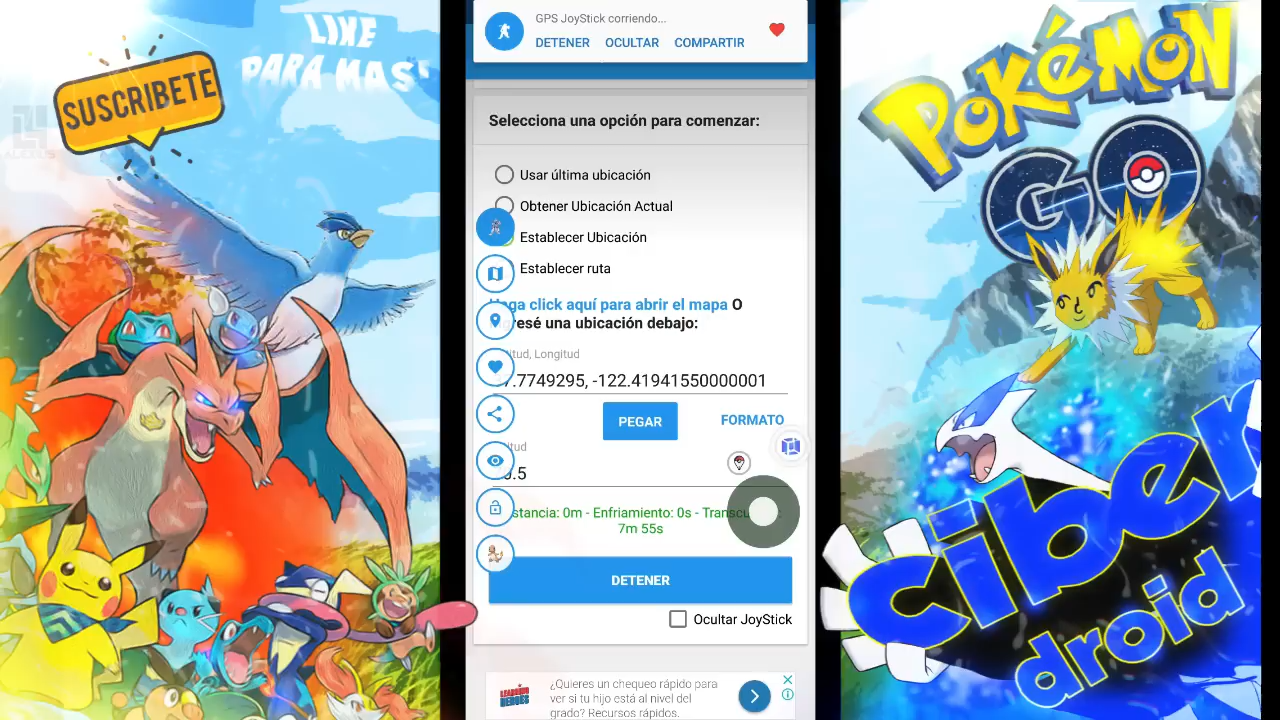 LIKE
PARA MAS
SUSCRIBETE
ALEXUS
GPS JoyStick corriendo...
DETENER OCULTAR COMPARTIR
Selecciona una opción para comenzar:
Usar última ubicación
Obtener Ubicación Actual
Establecer Ubicación
Establecer ruta
Haga click aquí para abrir el mapa O
resé una ubicación debajo:
itud, Longitud
7.7749295, -122.41941550000001
PEGAR
FORMATO
itud
0.5
stancia: 0m - Enfriamiento: 0s - Transcu
7m 55s
DETENER
Ocultar JoyStick
LEARNING
HEROES
¿Quieres un chequeo rápido para
ver si tu hijo está al nivel del
grado? Recursos rápidos.
POKéMON
GO
ciber
droid